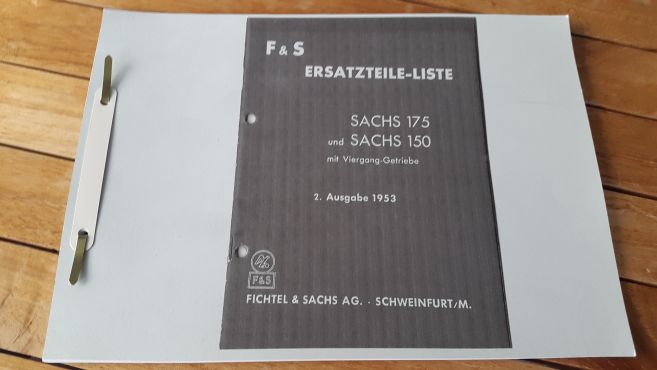 F & S
ERSATZTEILE-LISTE
SACHS 175
und SACHS 150
mit Viergang-Getriebe
2. Ausgabe 1953
F&S
FICHTEL & SACHS AG. · SCHWEINFURT/M.